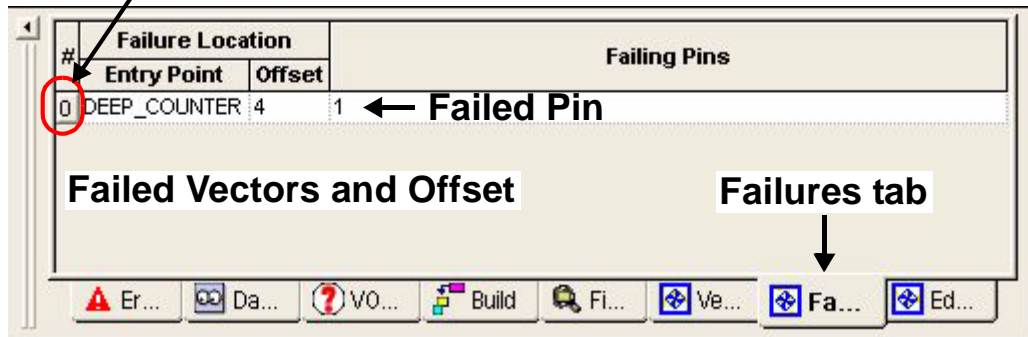 # Failure Location Failing Pins
Entry Point Offset
0 DEEP_COUNTER 4 1 Failed Pin
Failed Vectors and Offset Failures tab
Er... Da... VO... Build Fi... Ve... Fa... Ed...